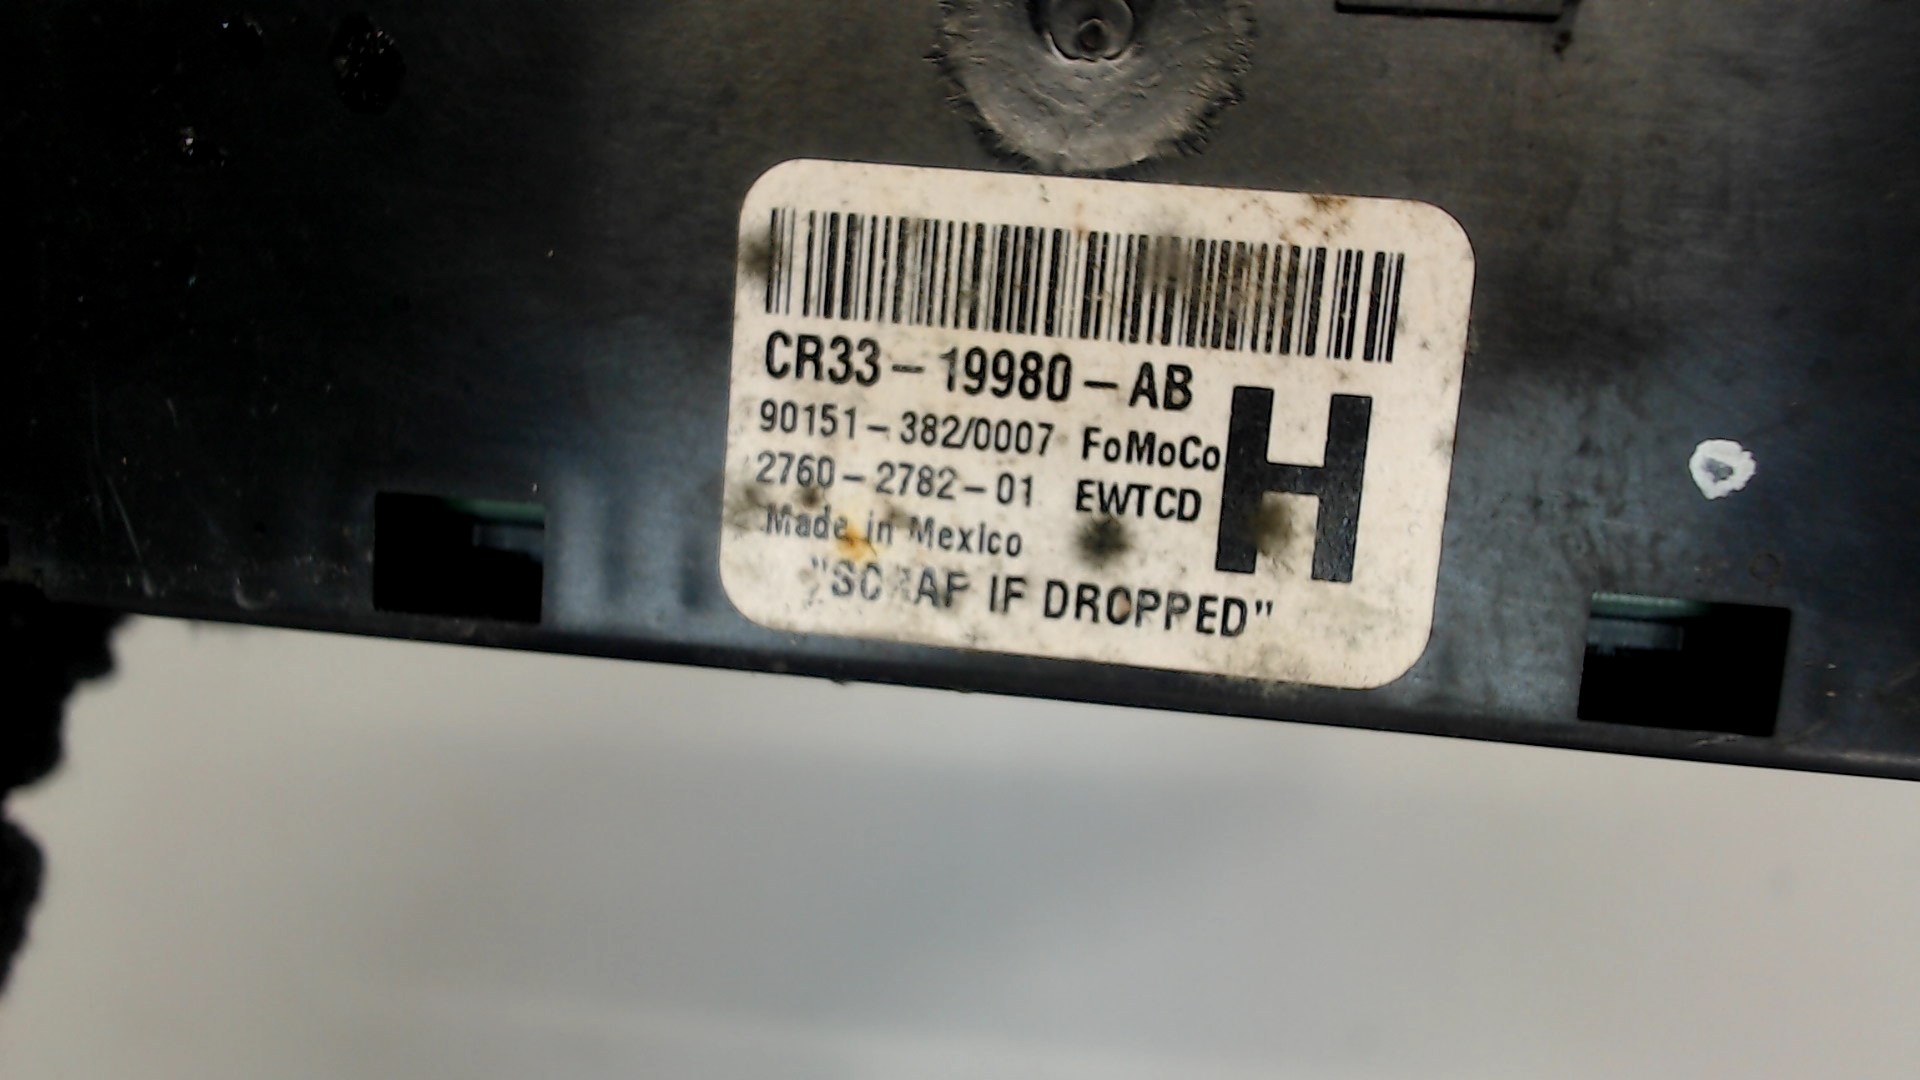 CR33-19980-AB
90151-382/0007 FoMoCo H
2760-2782-01 EWTCD
Made in Mexico
"SCRAP IF DROPPED"